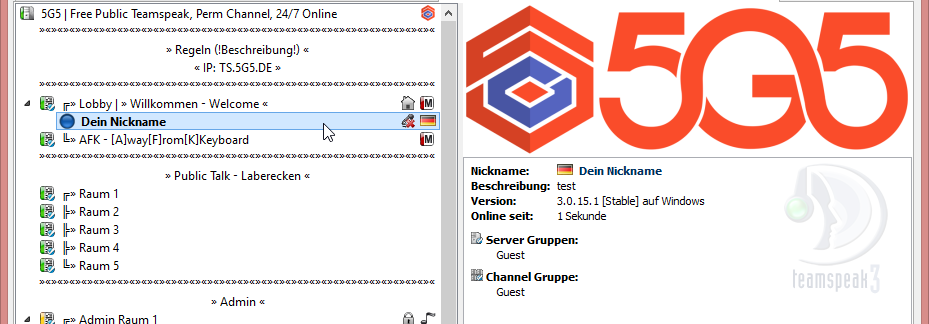 5G5 | Free Public Teamspeak, Perm Channel, 24/7 Online
» Regeln (!Beschreibung!) «
« IP: TS.5G5.DE »
╔» Lobby | » Willkommen - Welcome «
M
Dein Nickname
╚» AFK - [A]way[F]rom[K]Keyboard
M
» Public Talk - Laberecken «
╔» Raum 1
╠» Raum 2
╠» Raum 3
╠» Raum 4
╚» Raum 5
» Admin «
╔» Admin Raum 1
5G5
Nickname: Dein Nickname
Beschreibung: test
Version: 3.0.15.1 [Stable] auf Windows
Online seit: 1 Sekunde
Server Gruppen:
Guest
Channel Gruppe:
Guest
teamspeak 3